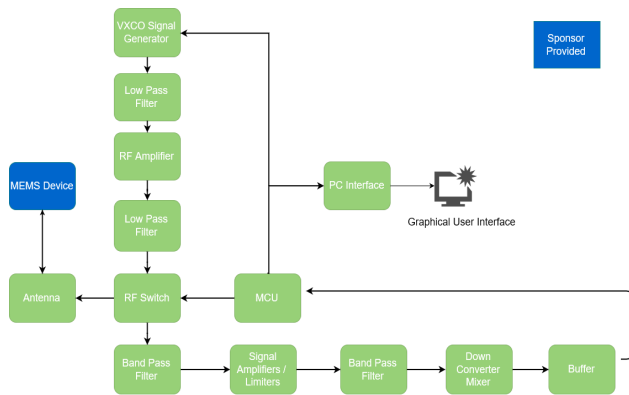 VXCO Signal
Generator
Sponsor
Provided
Low Pass
Filter
RF Amplifier
MEMS Device
PC Interface
Graphical User Interface
Low Pass
Filter
Antenna
RF Switch
MCU
Band Pass
Filter
Signal
Amplifiers /
Limiters
Band Pass
Filter
Down
Converter
Mixer
Buffer